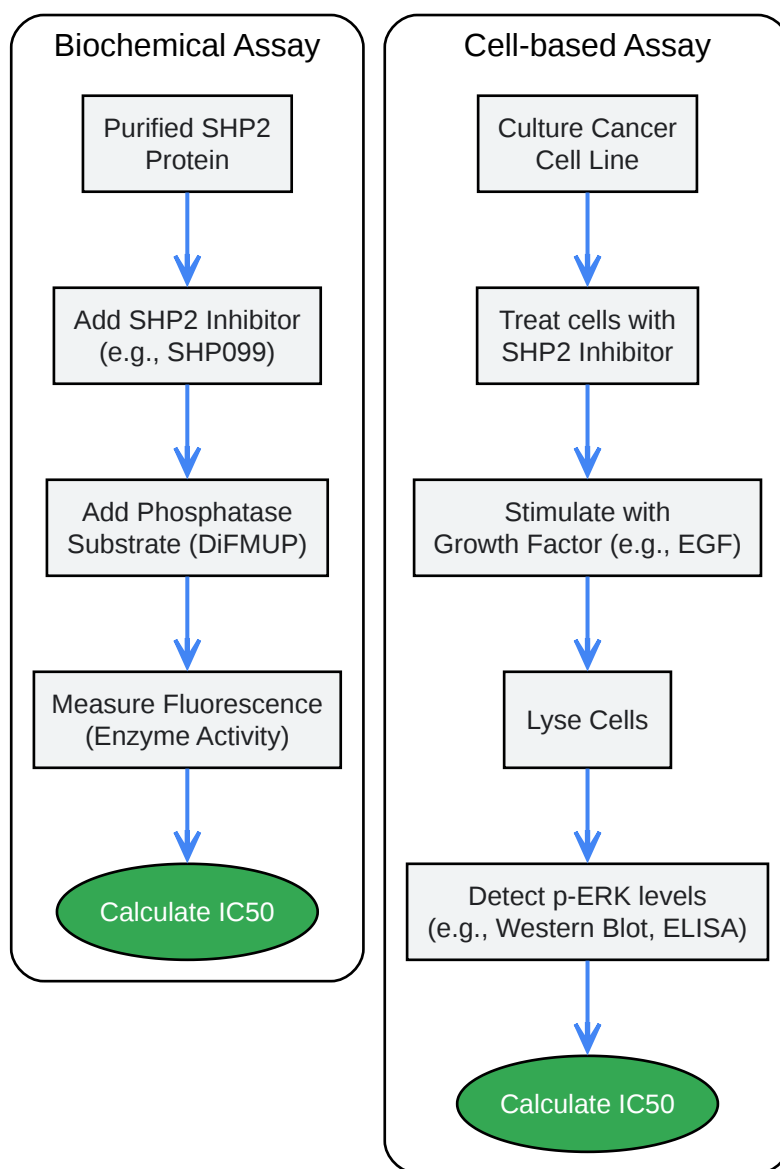 Biochemical Assay
Purified SHP2
Protein
Add SHP2 Inhibitor
(e.g., SHP099)
Add Phosphatase
Substrate (DiFMUP)
Measure Fluorescence
(Enzyme Activity)
Calculate IC50
Cell-based Assay
Culture Cancer
Cell Line
Treat cells with
SHP2 Inhibitor
Stimulate with
Growth Factor (e.g., EGF)
Lyse Cells
Detect p-ERK levels
(e.g., Western Blot, ELISA)
Calculate IC50